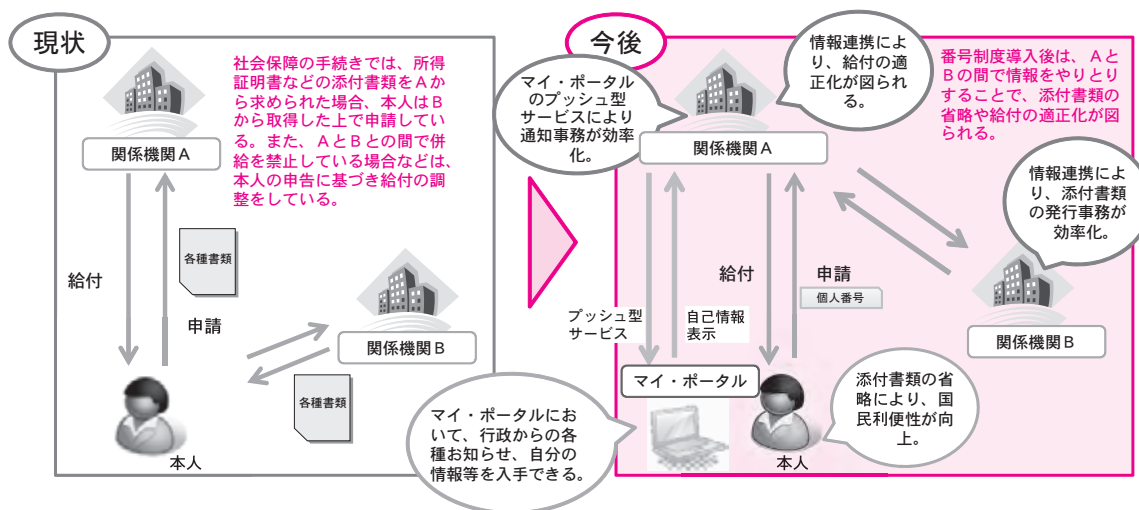 現状
社会保障の手続きでは、所得
証明書などの添付書類をAか
ら求められた場合、本人はB
から取得した上で申請してい
る。また、AとBとの間で併
給を禁止している場合などは、
本人の申告に基づき給付の調
整をしている。
関係機関A
各種書類
給付
申請
関係機関B
各種書類
本人
今後
マイ・ポータル
のプッシュ型
サービスにより
通知事務が効率
化。
情報連携によ
り、給付の適
正化が図られ
る。
番号制度導入後は、Aと
Bの間で情報をやりとり
することで、添付書類の
省略や給付の適正化が図
られる。
関係機関A
情報連携によ
り、添付書類
の発行事務が
効率化。
給付
申請
個人番号
プッシュ型
サービス
自己情報
表示
関係機関B
マイ・ポータル
添付書類の省
略により、国
民利便性が向
上。
マイ・ポータルにお
いて、行政からの各
種お知らせ、自分の
情報等を入手できる。
本人